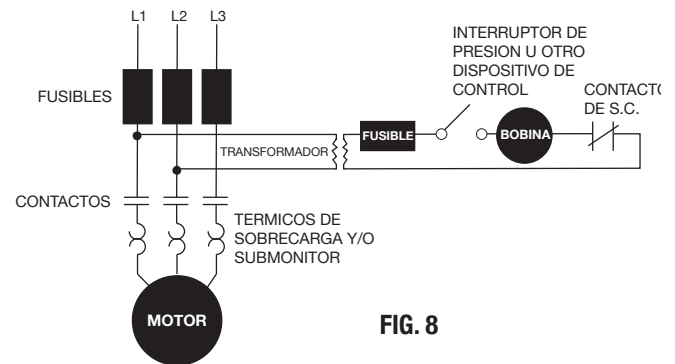 L1 L2 L3
INTERRUPTOR DE
PRESION U OTRO
DISPOSITIVO DE
CONTROL
CONTACTO
DE S.C.
FUSIBLES
FUSIBLE
BOBINA
TRANSFORMADOR
CONTACTOS
TERMICOS DE
SOBRECARGA Y/O
SUBMONITOR
MOTOR
FIG. 8